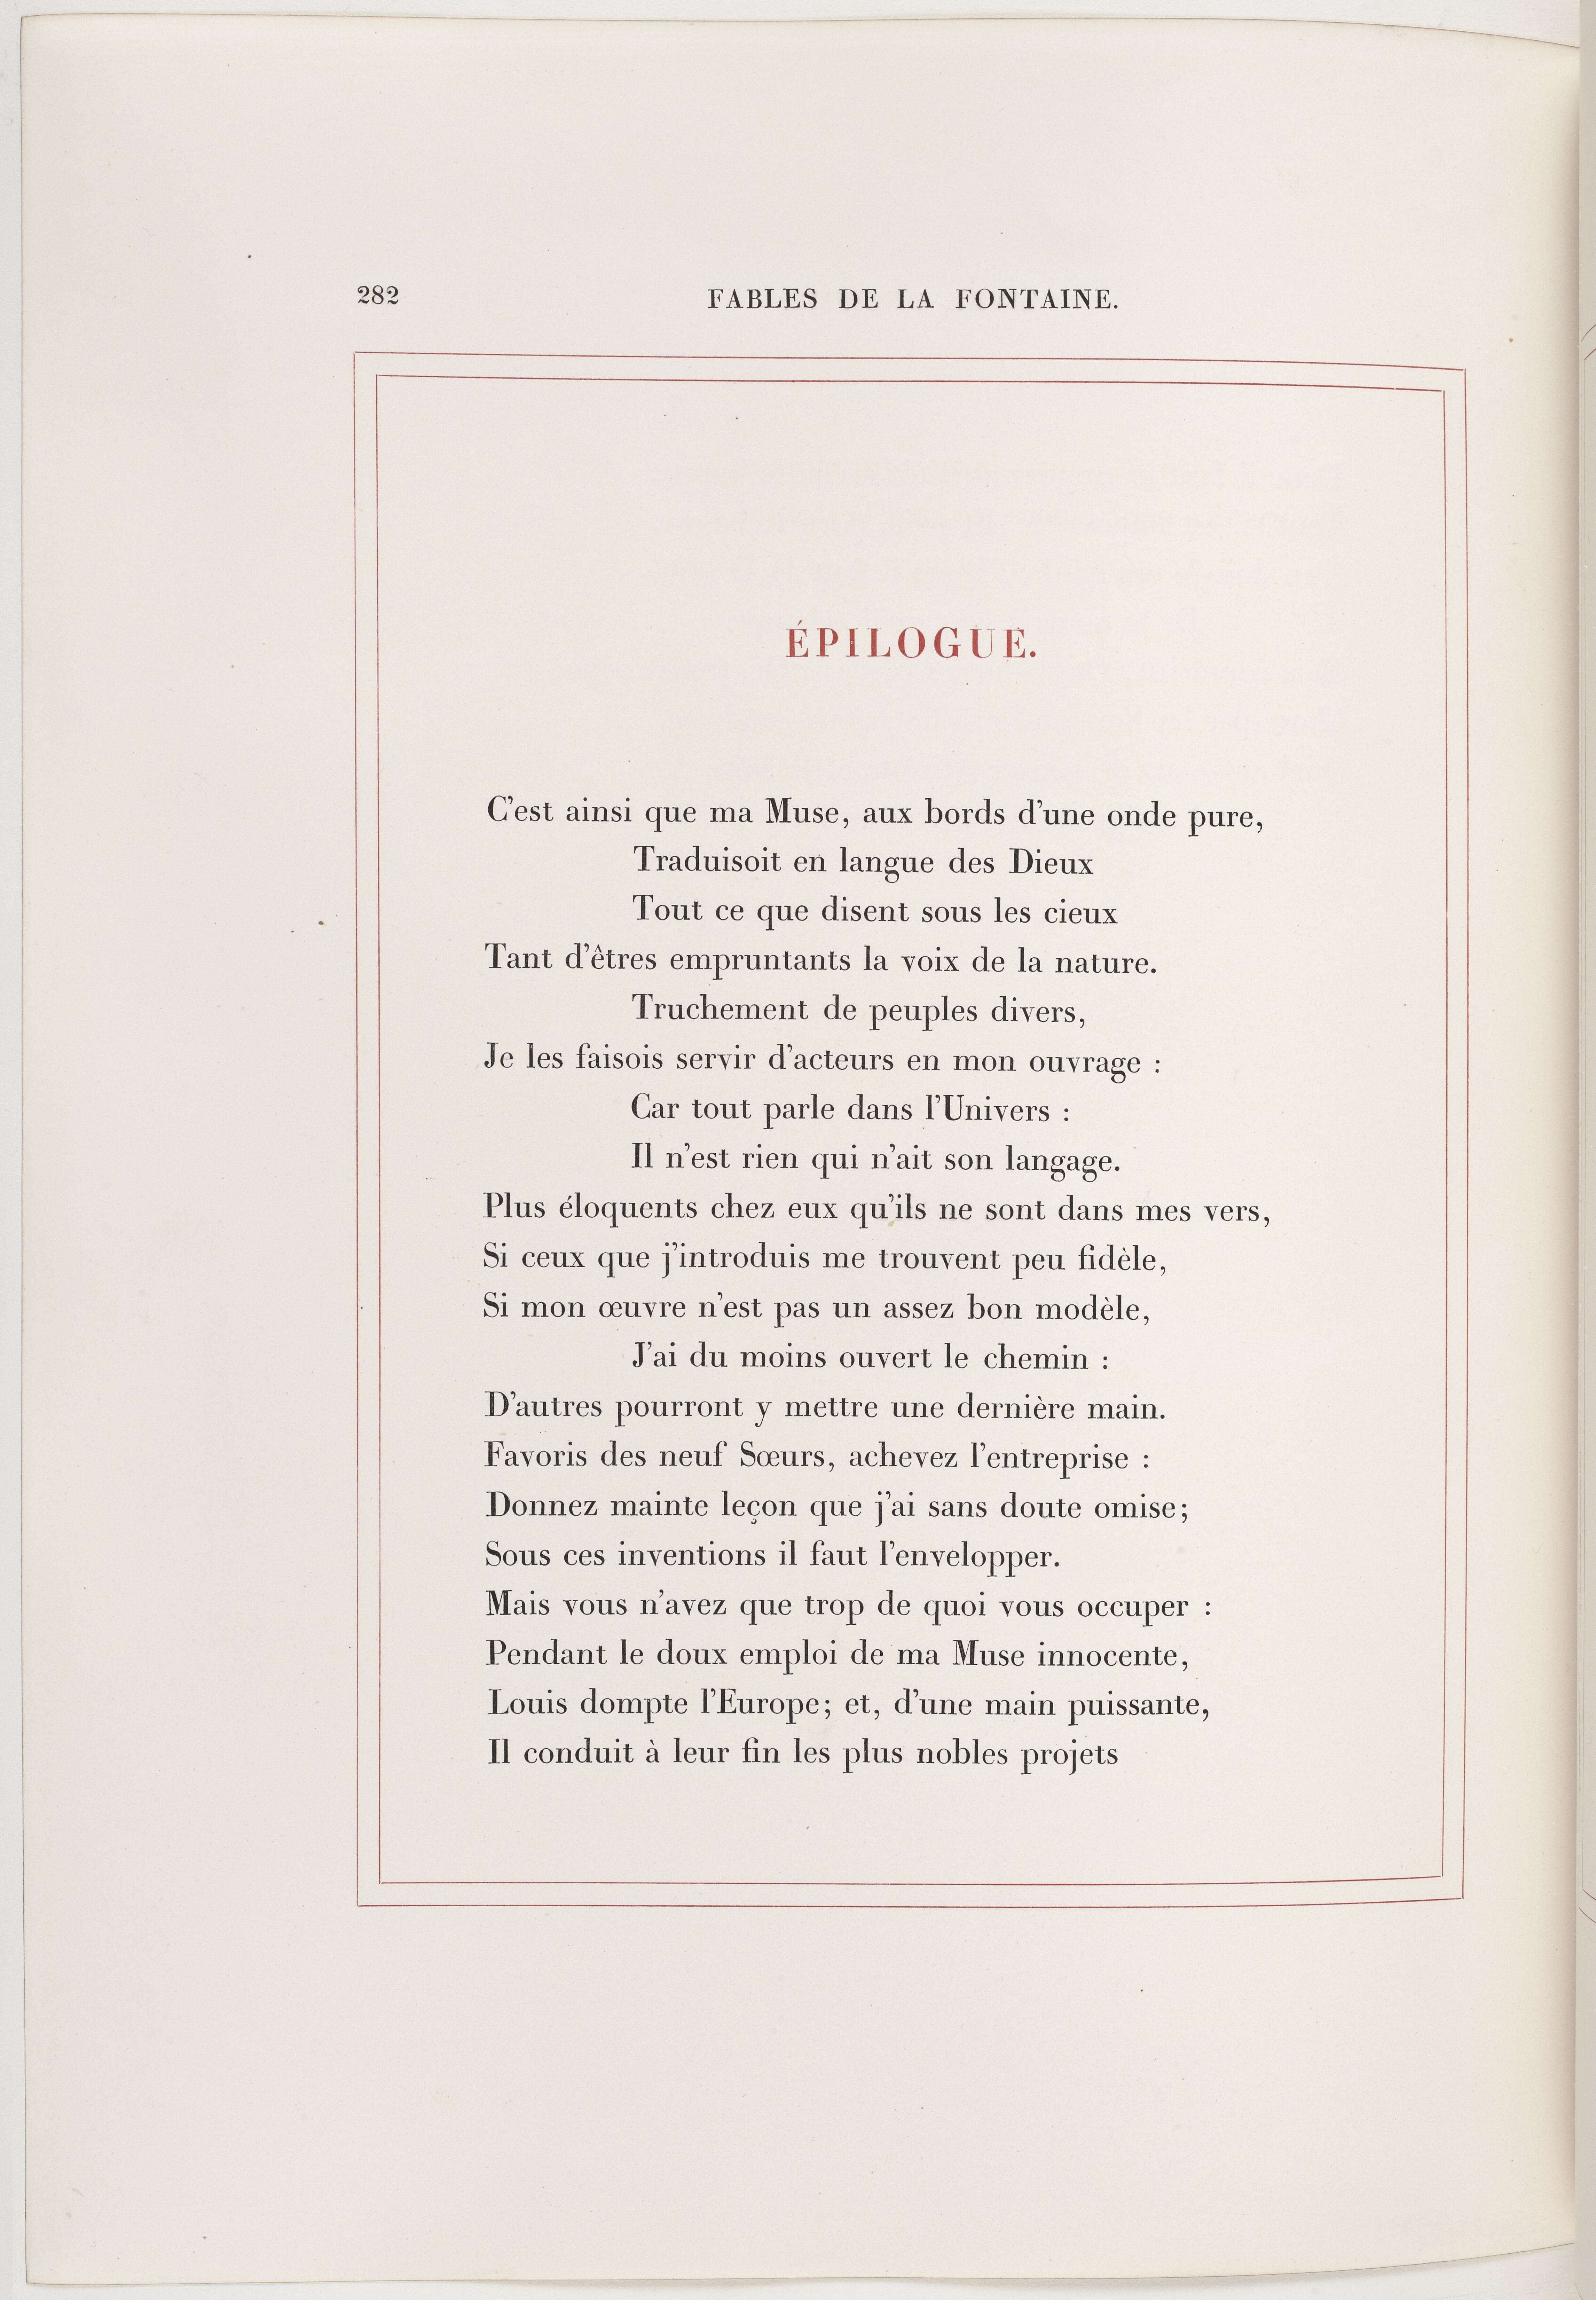 282
FABLES DE LA FONTAINE.
ÉPILOGUE.
C'est ainsi que ma Muse, aux bords d'une onde pure,
Traduisoit en langue des Dieux
Tout ce que disent sous les cieux
Tant d'êtres empruntants la voix de la nature.
Truchement de peuples divers,
Je les faisois servir d'acteurs en mon ouvrage :
Car tout parle dans l'Univers :
Il n'est rien qui n'ait son langage.
Plus éloquents chez eux qu'ils ne sont dans mes vers,
Si ceux que j'introduis me trouvent peu fidèle,
Si mon œuvre n'est pas un assez bon modèle,
J'ai du moins ouvert le chemin :
D'autres pourront y mettre une dernière main.
Favoris des neuf Sœurs, achevez l'entreprise :
Donnez mainte leçon que j'ai sans doute omise;
Sous ces inventions il faut l'envelopper.
Mais vous n'avez que trop de quoi vous occuper :
Pendant le doux emploi de ma Muse innocente,
Louis dompte l'Europe; et, d'une main puissante,
Il conduit à leur fin les plus nobles projets